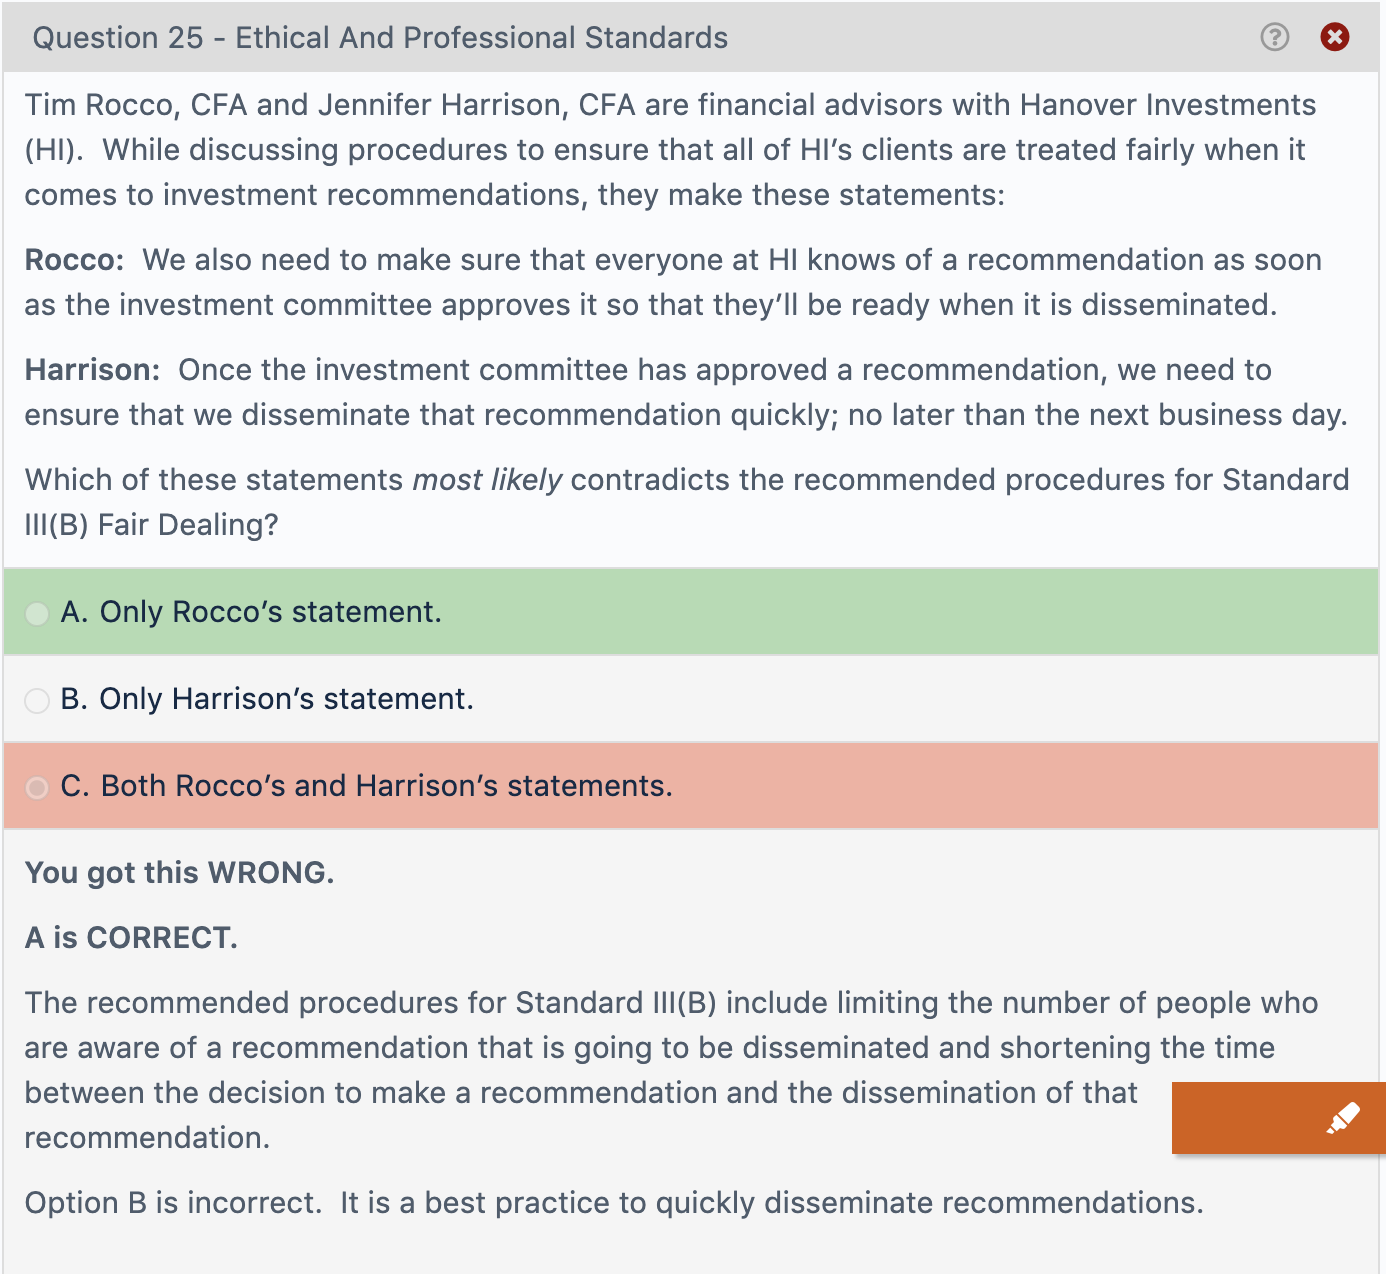 Question 25 - Ethical And Professional Standards
Tim Rocco, CFA and Jennifer Harrison, CFA are financial advisors with Hanover Investments
(HI).  While discussing procedures to ensure that all of HI’s clients are treated fairly when it
comes to investment recommendations, they make these statements:
Rocco:  We also need to make sure that everyone at HI knows of a recommendation as soon
as the investment committee approves it so that they’ll be ready when it is disseminated.
Harrison:  Once the investment committee has approved a recommendation, we need to
ensure that we disseminate that recommendation quickly; no later than the next business day.
Which of these statements most likely contradicts the recommended procedures for Standard
III(B) Fair Dealing?
A. Only Rocco’s statement.
B. Only Harrison’s statement.
C. Both Rocco’s and Harrison’s statements.
You got this WRONG.
A is CORRECT.
The recommended procedures for Standard III(B) include limiting the number of people who
are aware of a recommendation that is going to be disseminated and shortening the time
between the decision to make a recommendation and the dissemination of that
recommendation.
Option B is incorrect.  It is a best practice to quickly disseminate recommendations.